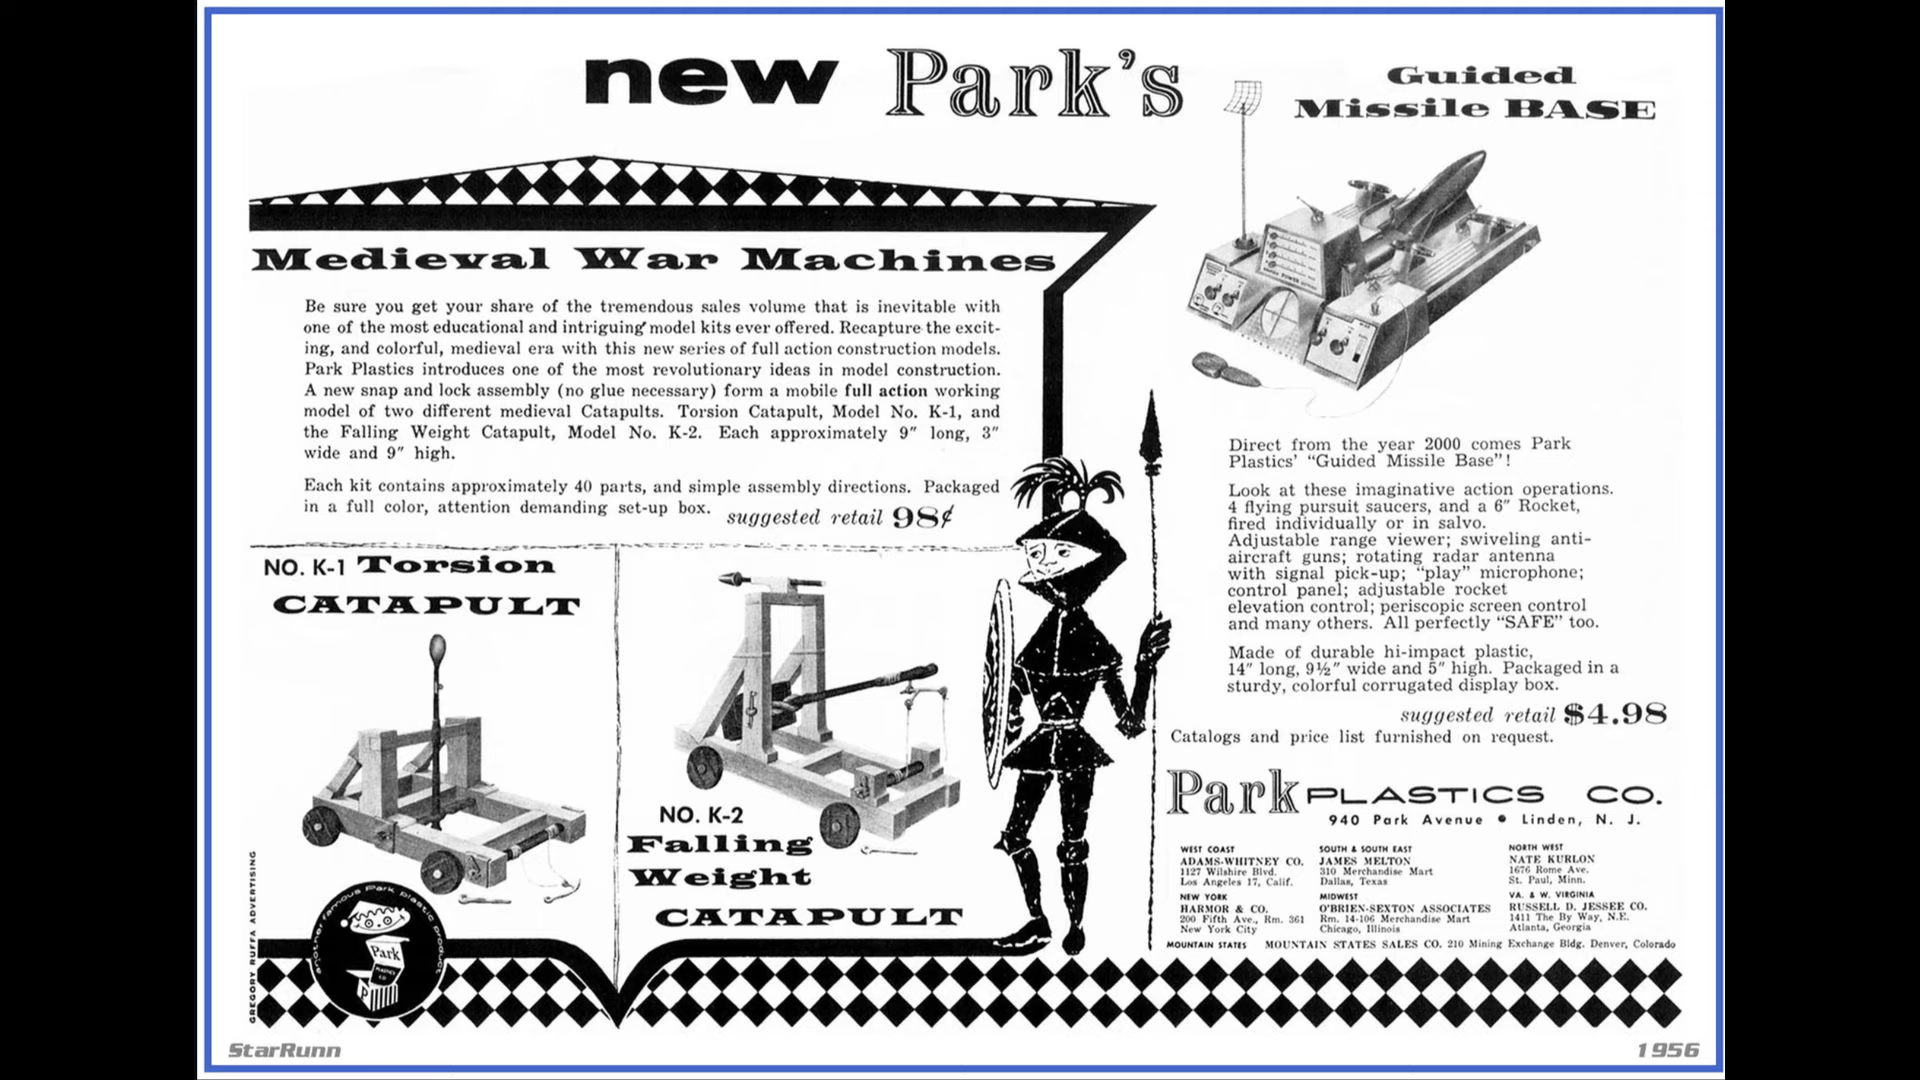 new Park's
Guided
Missile BASE
Medieval War Machines
Be sure you get your share of the tremendous sales volume that is inevitable with
one of the most educational and intriguing model kits ever offered. Recapture the excit-
ing, and colorful, medieval era with this new series of full action construction models.
Park Plastics introduces one of the most revolutionary ideas in model construction.
A new snap and lock assembly (no glue necessary) form a mobile full action working
model of two different medieval Catapults. Torsion Catapult, Model No. K-1, and
the Falling Weight Catapult, Model No. K-2. Each approximately 9″ long, 3″
wide and 9″ high.
Each kit contains approximately 40 parts, and simple assembly directions. Packaged
in a full color, attention demanding set-up box.
suggested retail 98¢
NO. K-1 Torsion
CATAPULT
NO. K-2
Falling
Weight
CATAPULT
Direct from the year 2000 comes Park
Plastics' "Guided Missile Base"!
Look at these imaginative action operations.
4 flying pursuit saucers, and a 6″ Rocket,
fired individually or in salvo.
Adjustable range viewer; swiveling anti-
aircraft guns; rotating radar antenna
with signal pick-up; "play" microphone;
control panel; adjustable rocket
elevation control; periscopic screen control
and many others. All perfectly "SAFE" too.
Made of durable hi-impact plastic,
14″ long, 9½″ wide and 5″ high. Packaged in a
sturdy, colorful corrugated display box.
suggested retail $4.98
Catalogs and price list furnished on request.
Park PLASTICS CO.
940 Park Avenue • Linden, N. J.
WEST COAST
ADAMS-WHITNEY CO.
1127 Wilshire Blvd.
Los Angeles 17, Calif.
SOUTH & SOUTH EAST
JAMES MELTON
310 Merchandise Mart
Dallas, Texas
NORTH WEST
NATE KURLON
1676 Rome Ave.
St. Paul, Minn.
NEW YORK
HARMOR & CO.
200 Fifth Ave., Rm. 361
New York City
MIDWEST
O'BRIEN-SEXTON ASSOCIATES
Rm. 14-106 Merchandise Mart
Chicago, Illinois
VA. & W. VIRGINIA
RUSSELL D. JESSEE CO.
1411 The By Way, N.E.
Atlanta, Georgia
MOUNTAIN STATES MOUNTAIN STATES SALES CO. 210 Mining Exchange Bldg. Denver, Colorado
GREGORY RUFFA ADVERTISING
another famous Park plastic product
Park
PLASTICS
CO
P
StarRunn
1956